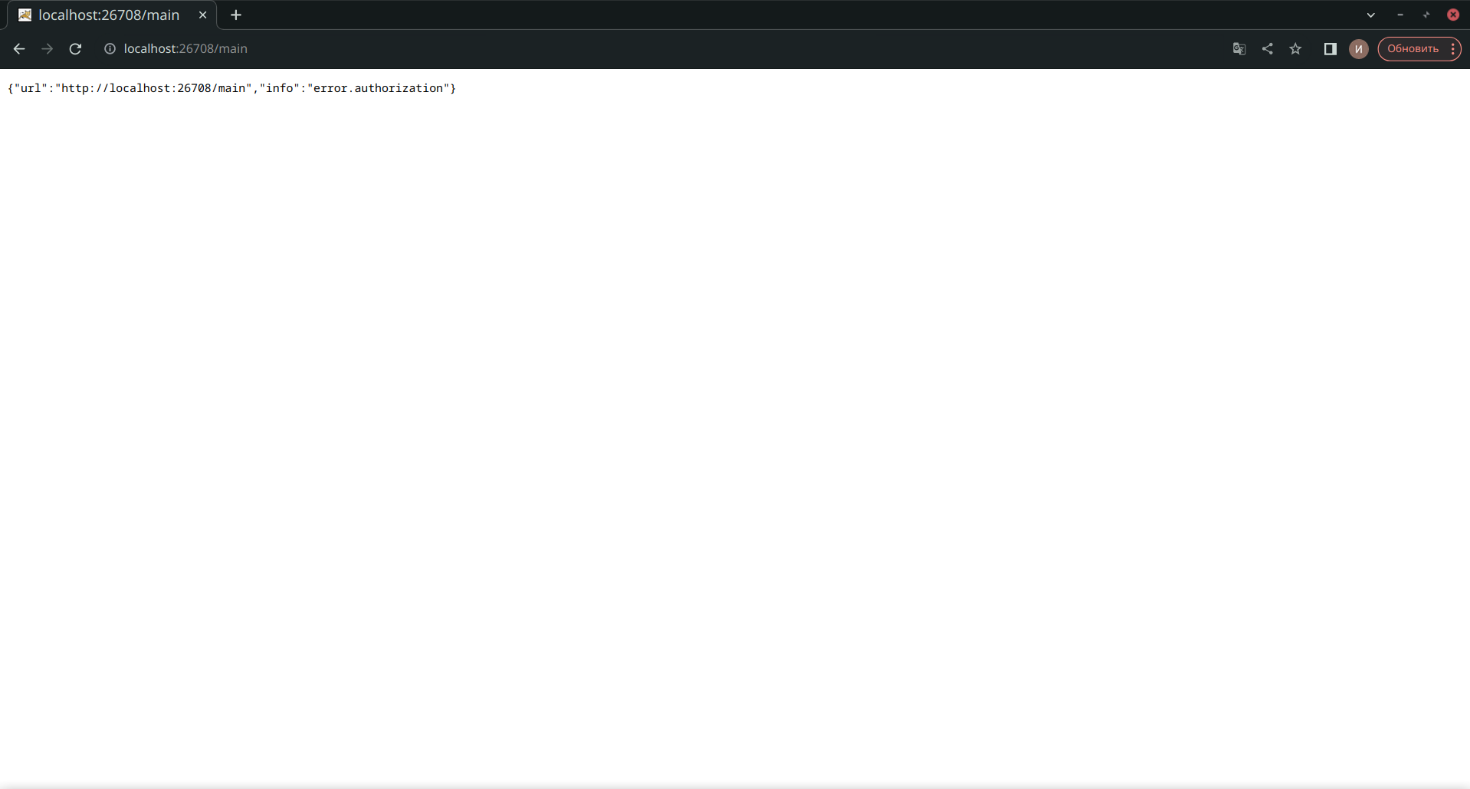 localhost:26708/main
localhost:26708/main
И
Обновить
{"url":"http://localhost:26708/main","info":"error.authorization"}